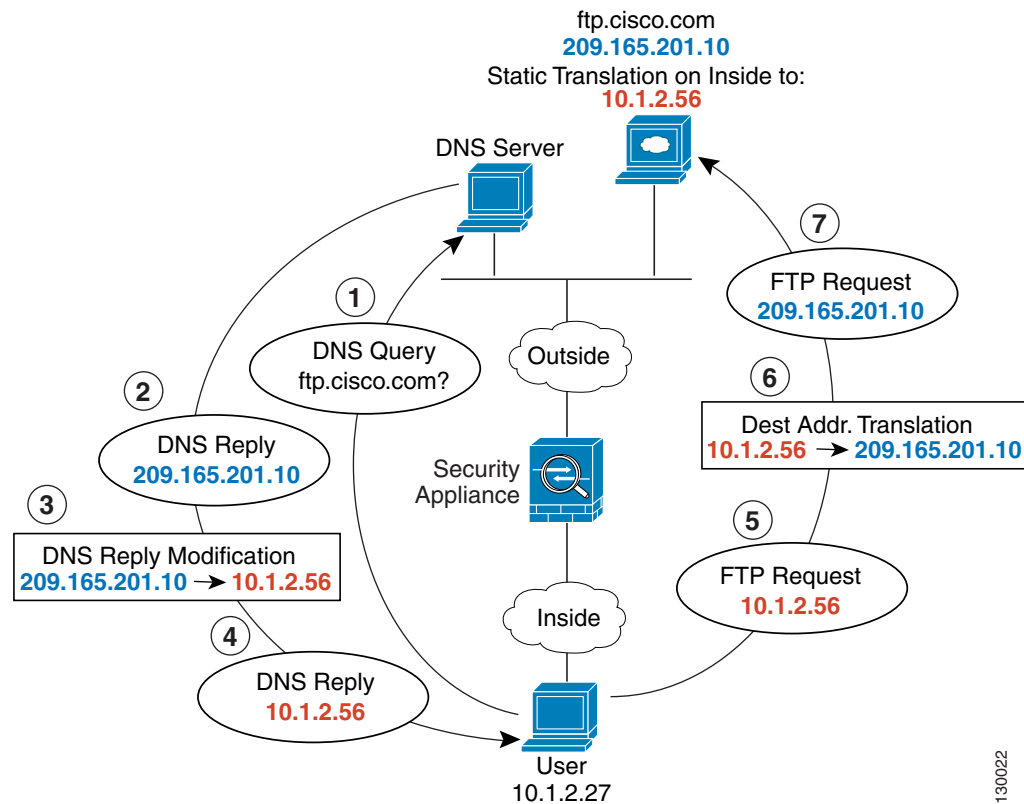 ftp.cisco.com
209.165.201.10
Static Translation on Inside to:
10.1.2.56
DNS Server
7
FTP Request
209.165.201.10
1
DNS Query
ftp.cisco.com?
Outside
2
DNS Reply
209.165.201.10
6
Dest Addr. Translation
10.1.2.56 → 209.165.201.10
Security
Appliance
3
DNS Reply Modification
209.165.201.10 → 10.1.2.56
5
FTP Request
10.1.2.56
Inside
4
DNS Reply
10.1.2.56
User
10.1.2.27
130022